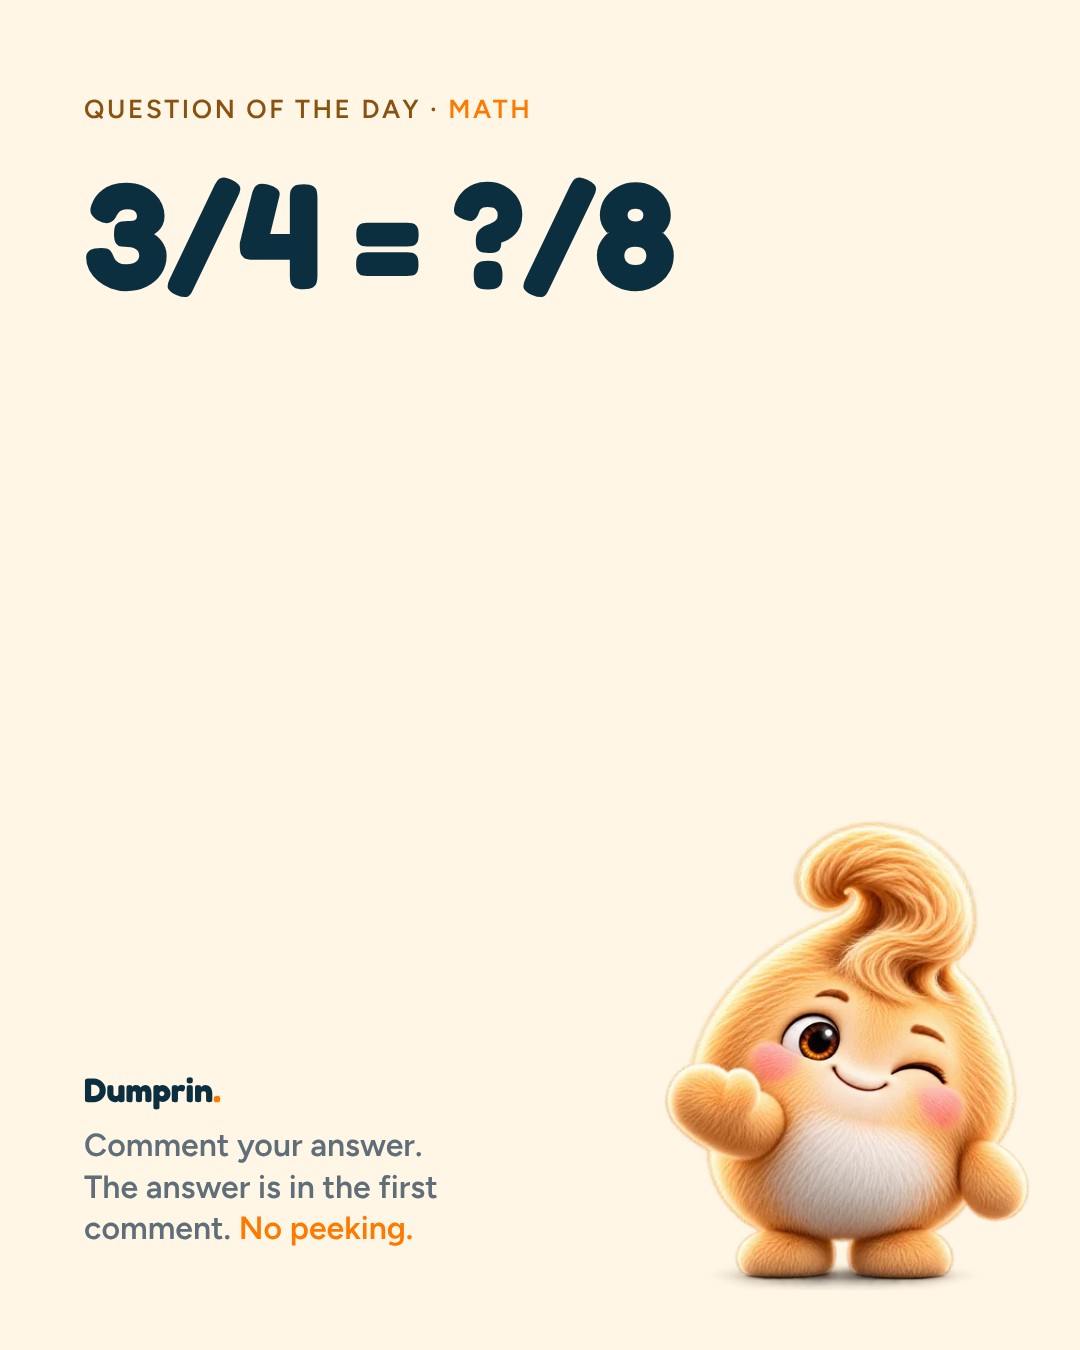 QUESTION OF THE DAY · MATH
3/4 = ?/8
Dumprin.
Comment your answer.
The answer is in the first
comment. No peeking.